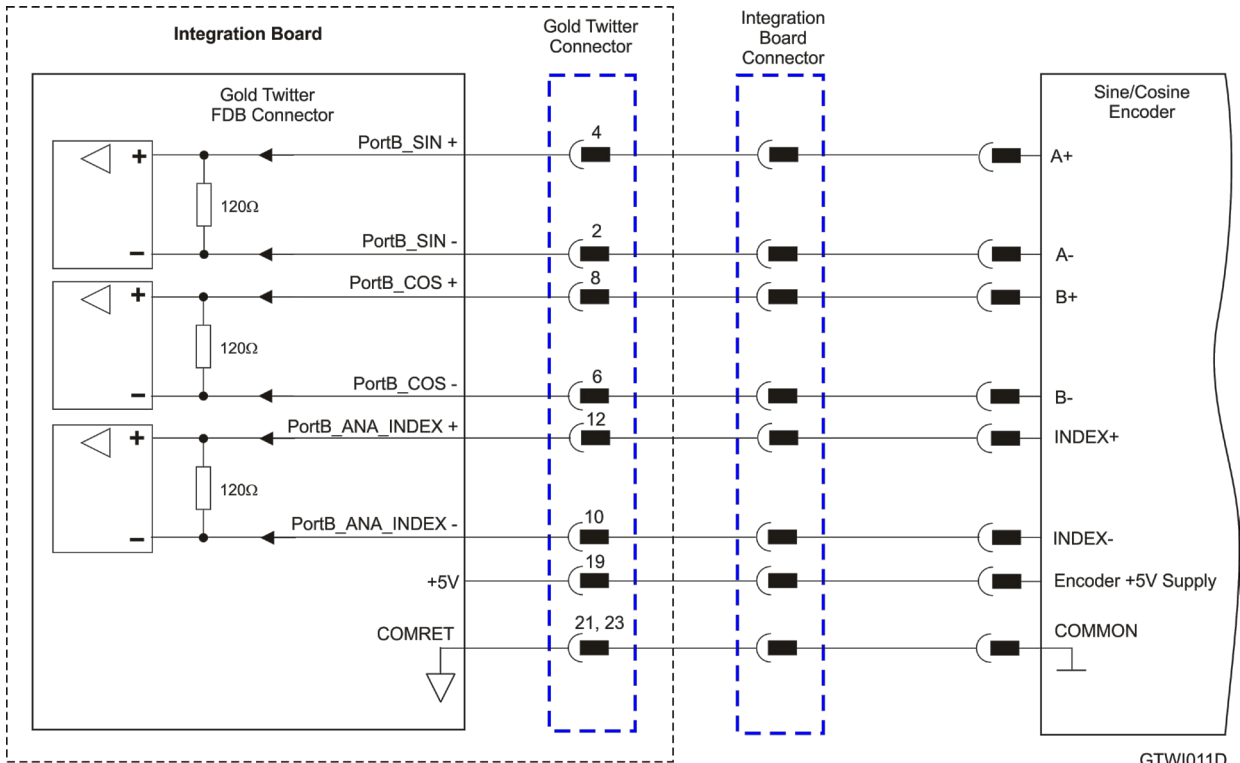 Integration Board
Gold Twitter
Connector
Integration
Board
Connector
Gold Twitter
FDB Connector
Sine/Cosine
Encoder
+
PortB_SIN +
4
A+
120Ω
-
PortB_SIN -
2
A-
+
PortB_COS +
8
B+
120Ω
-
PortB_COS -
6
B-
+
PortB_ANA_INDEX +
12
INDEX+
120Ω
-
PortB_ANA_INDEX -
10
INDEX-
+5V
19
Encoder +5V Supply
COMRET
21, 23
COMMON
GTWI011D